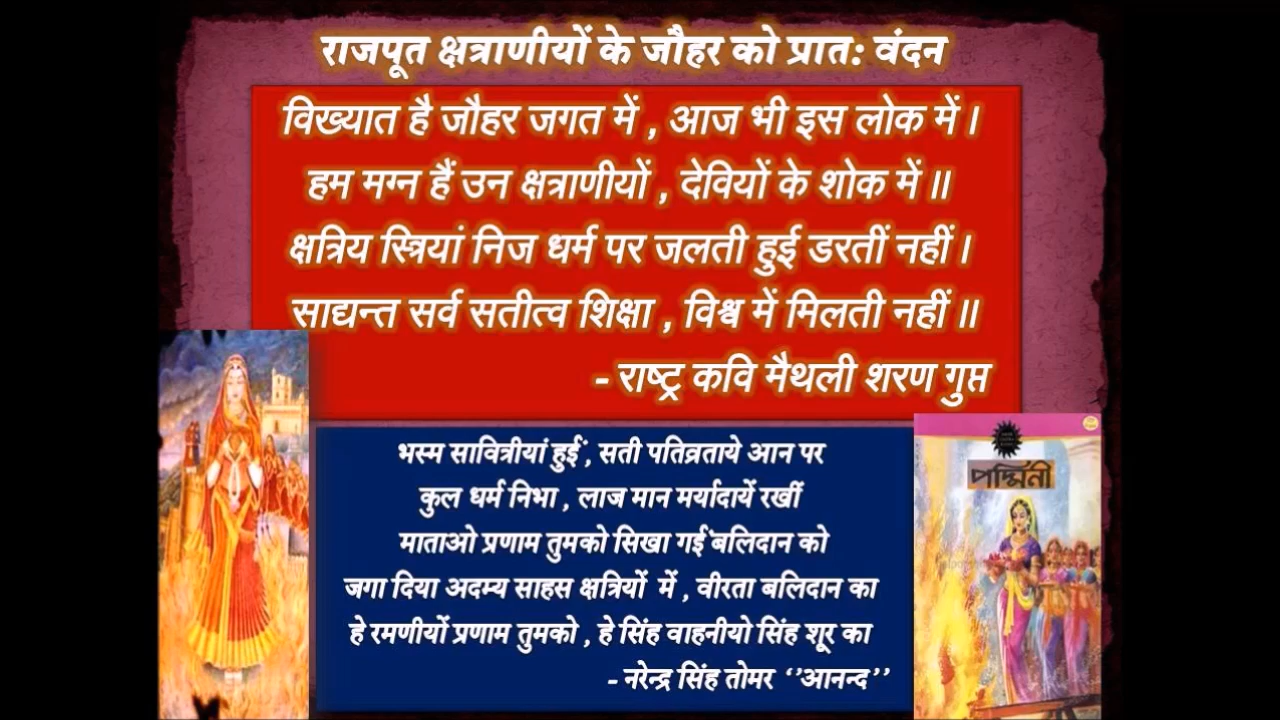 राजपूत क्षत्राणीयों के जौहर को प्रात: वंदन
विख्यात है जौहर जगत में , आज भी इस लोक में ।
हम मग्न हैं उन क्षत्राणीयों , देवियों के शोक में ॥
क्षत्रिय स्त्रियां निज धर्म पर जलती हुई डरतीं नहीं ।
साद्यन्त सर्व सतीत्व शिक्षा , विश्व में मिलती नहीं ॥
- राष्ट्र कवि मैथली शरण गुप्त
भस्म सावित्रीयां हुईं , सती पतिव्रताये आन पर
कुल धर्म निभा , लाज मान मर्यादायें रखीं
माताओ प्रणाम तुमको सिखा गईं बलिदान को
जगा दिया अदम्य साहस क्षत्रियों में , वीरता बलिदान का
हे रमणीयों प्रणाम तुमको , हे सिंह वाहनीयो सिंह शूर का
- नरेन्द्र सिंह तोमर ‘’आनन्द’’